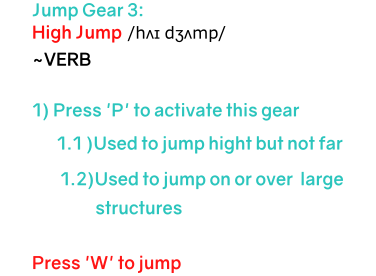 Jump Gear 3:
High Jump /hʌɪ dʒʌmp/
~VERB
1) Press 'P' to activate this gear
1.1 )Used to jump hight but not far
1.2)Used to jump on or over large
structures
Press 'W' to jump